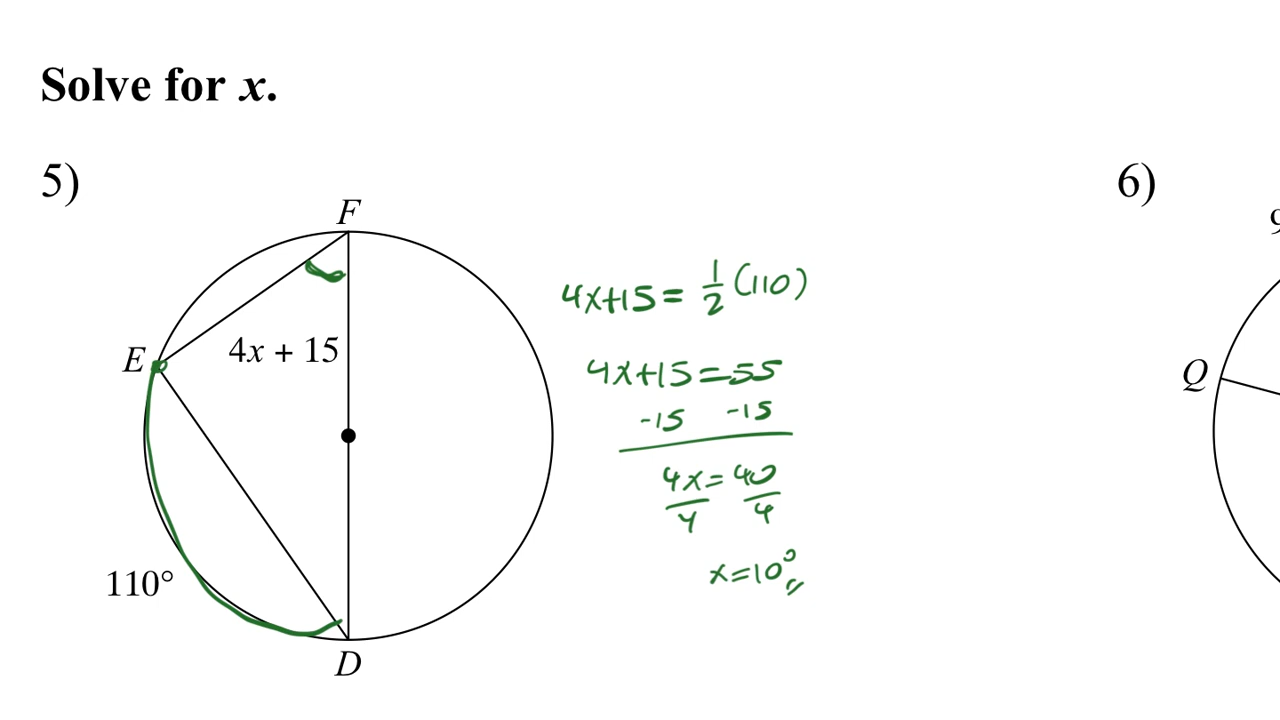 Solve for x.
5)
6)
F
9
4x+15 = 1/2 (110)
E
4x + 15
4x+15=55
Q
-15 -15
4x = 40
4 4
110°
x=10°
D